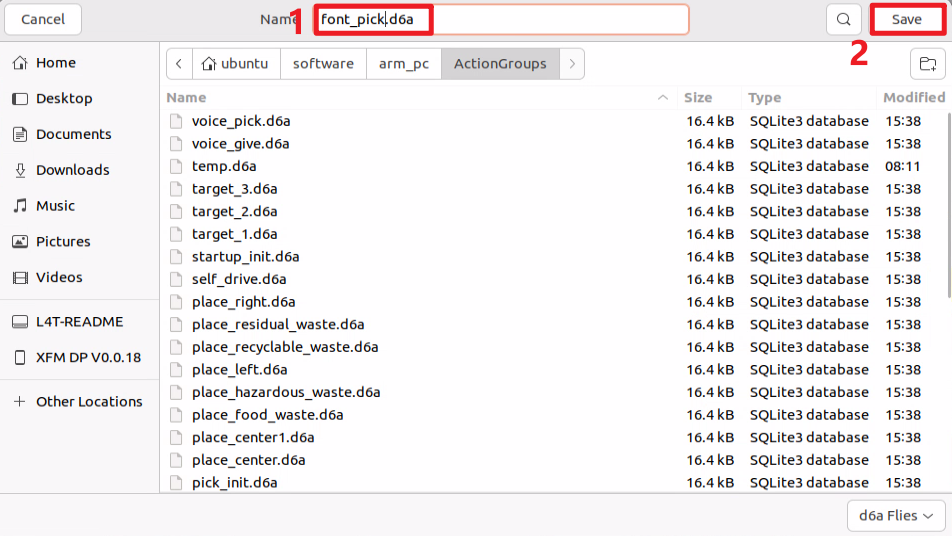 Cancel
Name
1
font_pick.d6a
Save
2
ubuntu
software
arm_pc
ActionGroups
Home
Desktop
Documents
Downloads
Music
Pictures
Videos
L4T-README
XFM DP V0.0.18
Other Locations
Name Size Type Modified
voice_pick.d6a 16.4 kB SQLite3 database 15:38
voice_give.d6a 16.4 kB SQLite3 database 15:38
temp.d6a 16.4 kB SQLite3 database 08:11
target_3.d6a 16.4 kB SQLite3 database 15:38
target_2.d6a 16.4 kB SQLite3 database 15:38
target_1.d6a 16.4 kB SQLite3 database 15:38
startup_init.d6a 16.4 kB SQLite3 database 15:38
self_drive.d6a 16.4 kB SQLite3 database 15:38
place_right.d6a 16.4 kB SQLite3 database 15:38
place_residual_waste.d6a 16.4 kB SQLite3 database 15:38
place_recyclable_waste.d6a 16.4 kB SQLite3 database 15:38
place_left.d6a 16.4 kB SQLite3 database 15:38
place_hazardous_waste.d6a 16.4 kB SQLite3 database 15:38
place_food_waste.d6a 16.4 kB SQLite3 database 15:38
place_center1.d6a 16.4 kB SQLite3 database 15:38
place_center.d6a 16.4 kB SQLite3 database 15:38
pick_init.d6a 16.4 kB SQLite3 database 15:38
d6a Flies